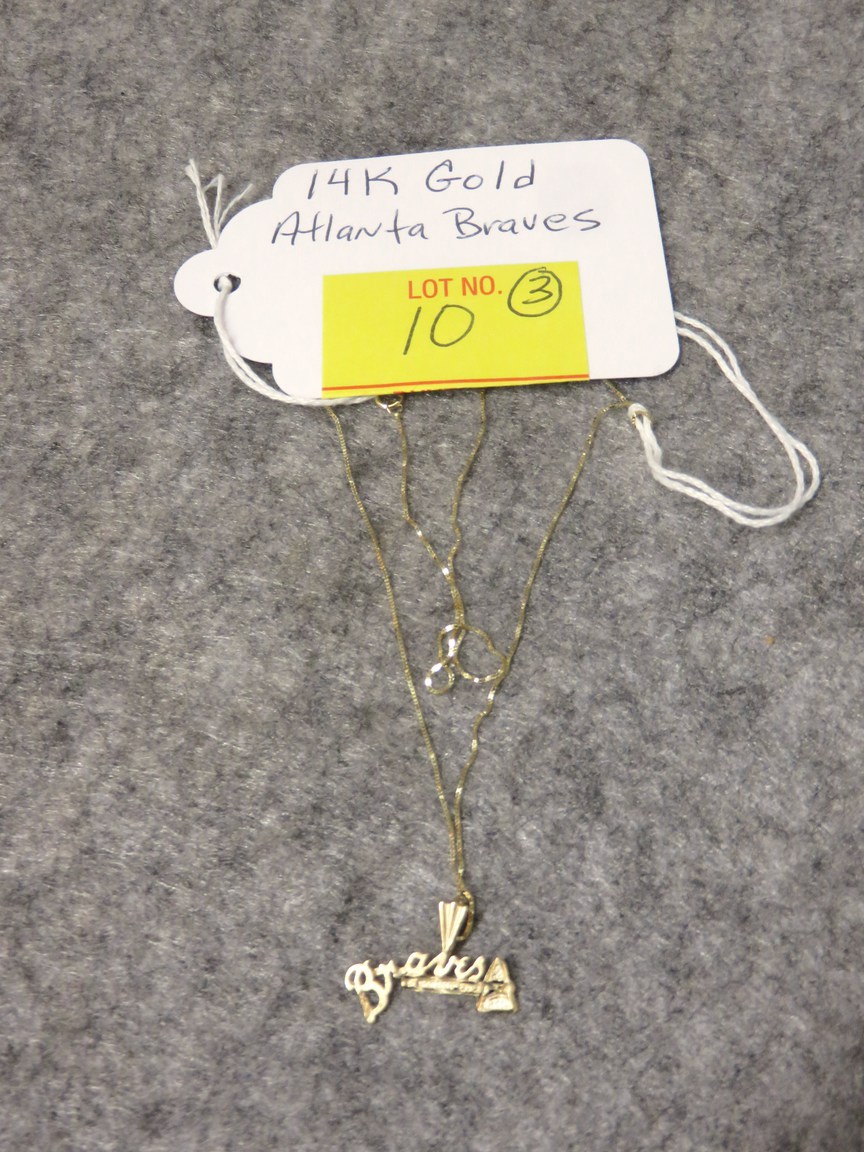 14K Gold
Atlanta Braves
LOT NO. 3
10
Braves